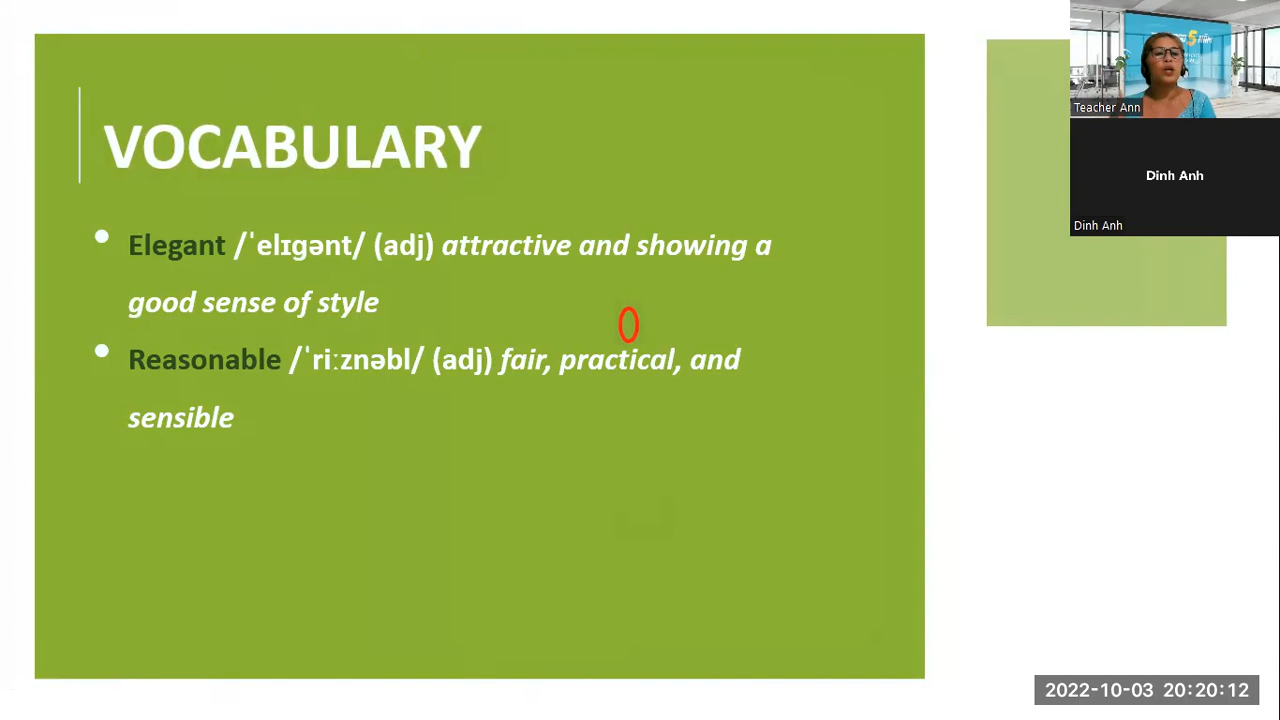 VOCABULARY
Elegant /ˈelɪɡənt/ (adj) attractive and showing a
good sense of style
Reasonable /ˈriːznəbl/ (adj) fair, practical, and
sensible
5
Teacher Ann
Dinh Anh
Dinh Anh
2022-10-03 20:20:12